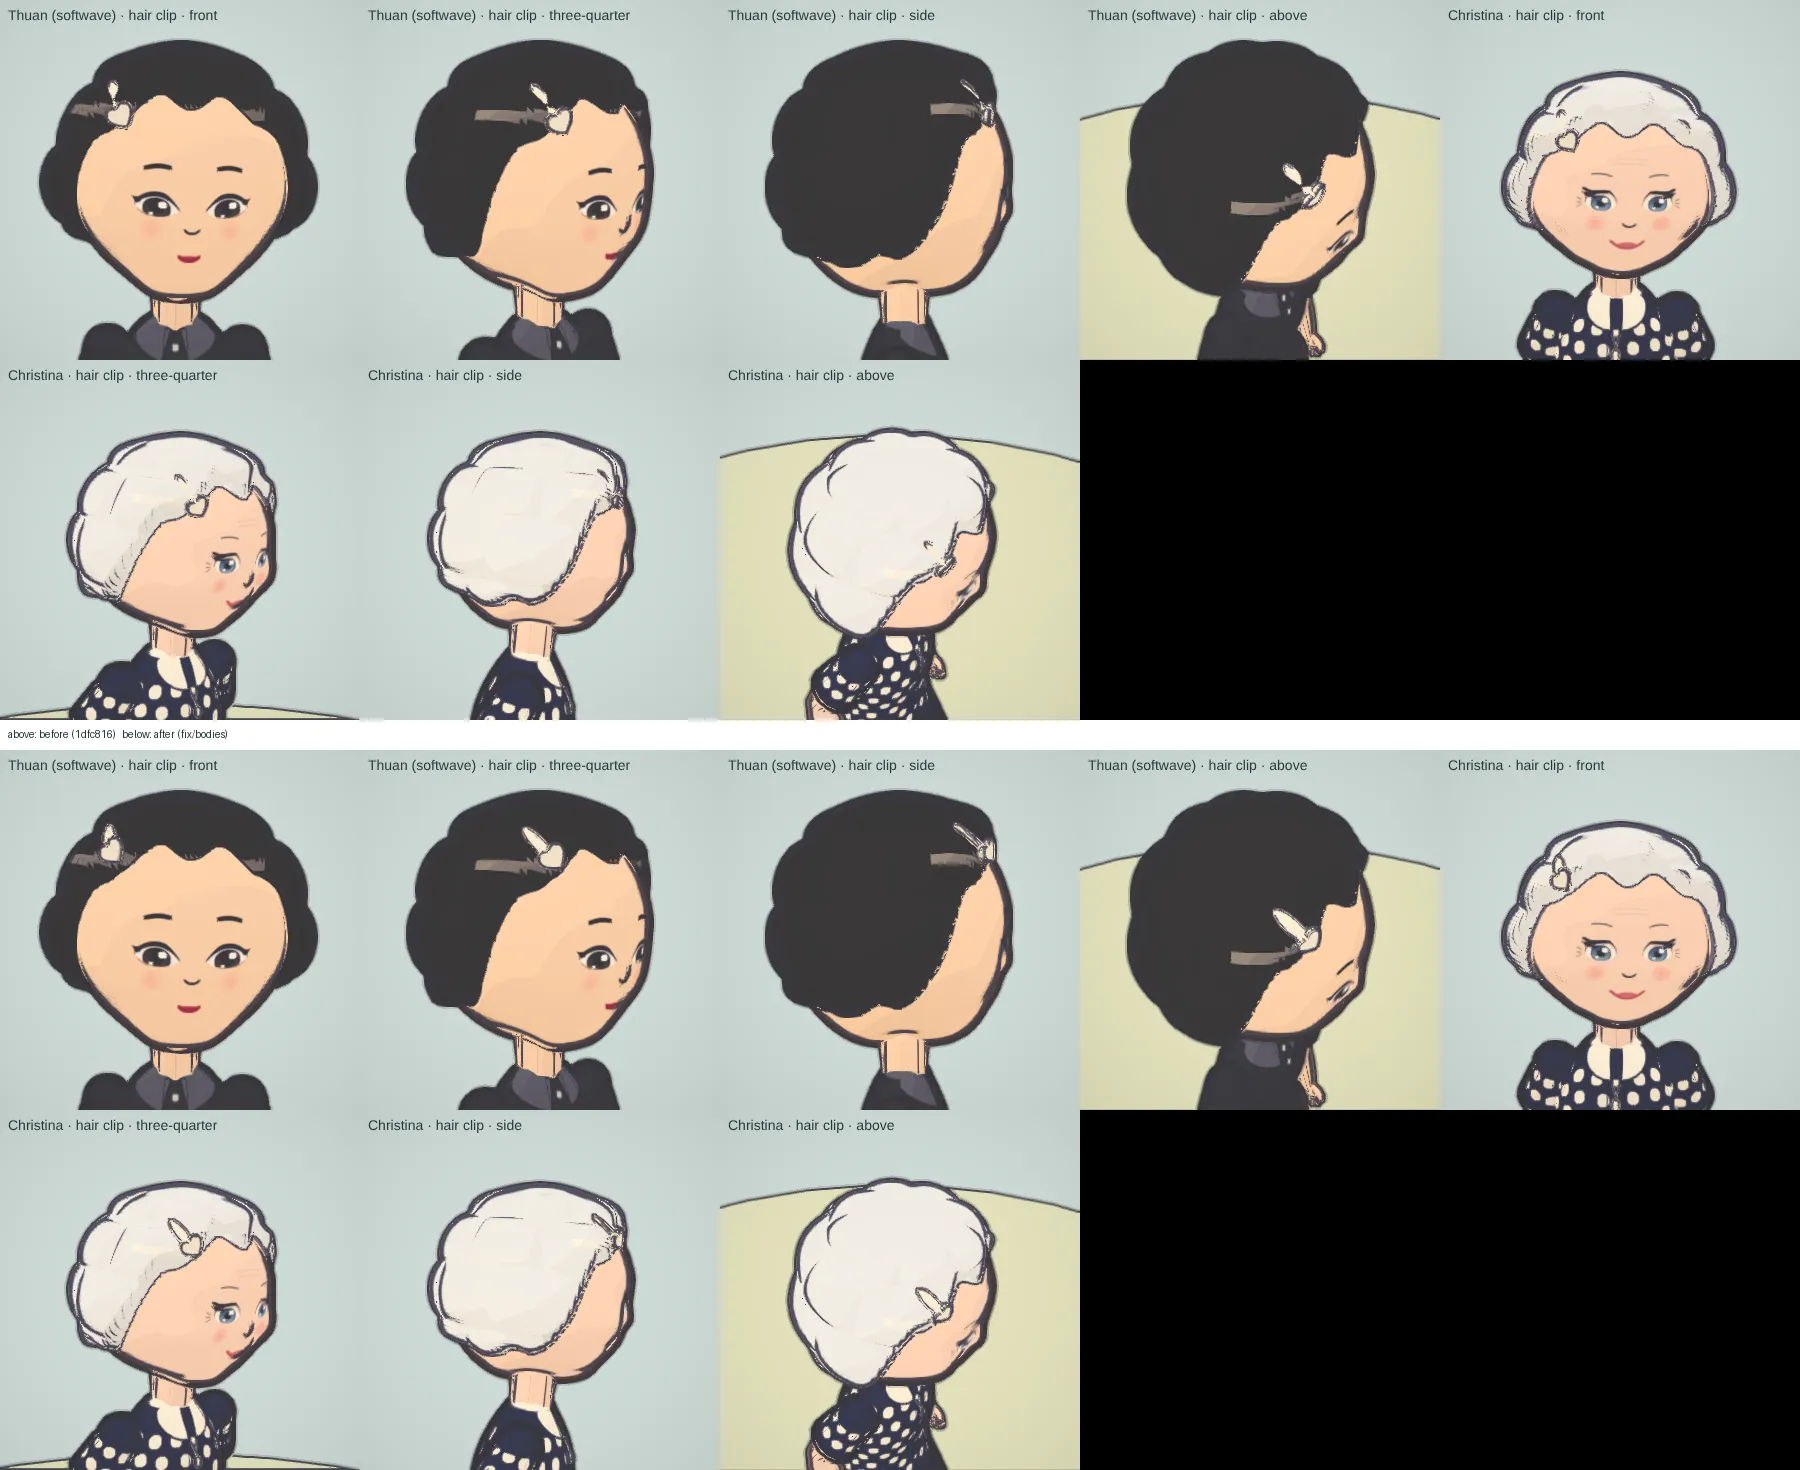 Thuan (softwave) · hair clip · front
Thuan (softwave) · hair clip · three-quarter
Thuan (softwave) · hair clip · side
Thuan (softwave) · hair clip · above
Christina · hair clip · front
Christina · hair clip · three-quarter
Christina · hair clip · side
Christina · hair clip · above
above: before (1dfc816)  below: after (fix/bodies)
Thuan (softwave) · hair clip · front
Thuan (softwave) · hair clip · three-quarter
Thuan (softwave) · hair clip · side
Thuan (softwave) · hair clip · above
Christina · hair clip · front
Christina · hair clip · three-quarter
Christina · hair clip · side
Christina · hair clip · above